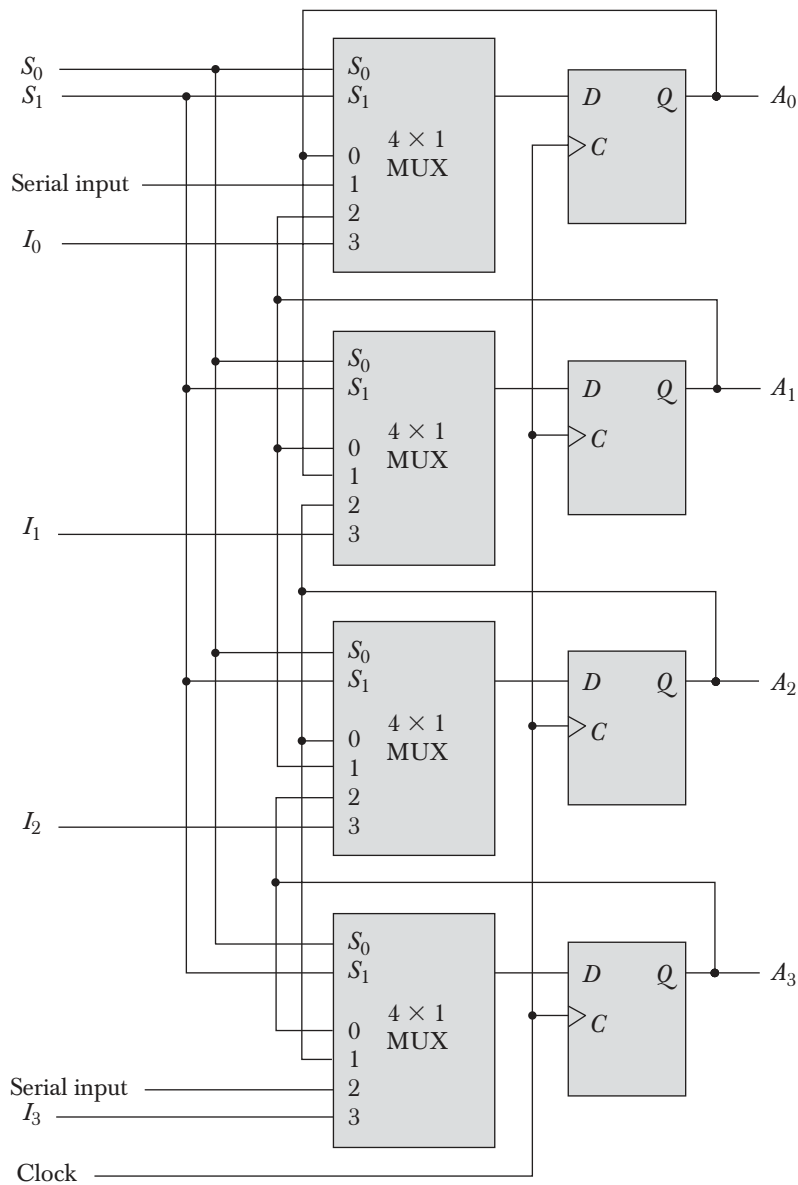 S₀
S₁
S₀
S₁
4 × 1
MUX
0
1
2
3
D
Q
C
A₀
Serial input
I₀
S₀
S₁
4 × 1
MUX
0
1
2
3
D
Q
C
A₁
I₁
S₀
S₁
4 × 1
MUX
0
1
2
3
D
Q
C
A₂
I₂
S₀
S₁
4 × 1
MUX
0
1
2
3
D
Q
C
A₃
Serial input
I₃
Clock